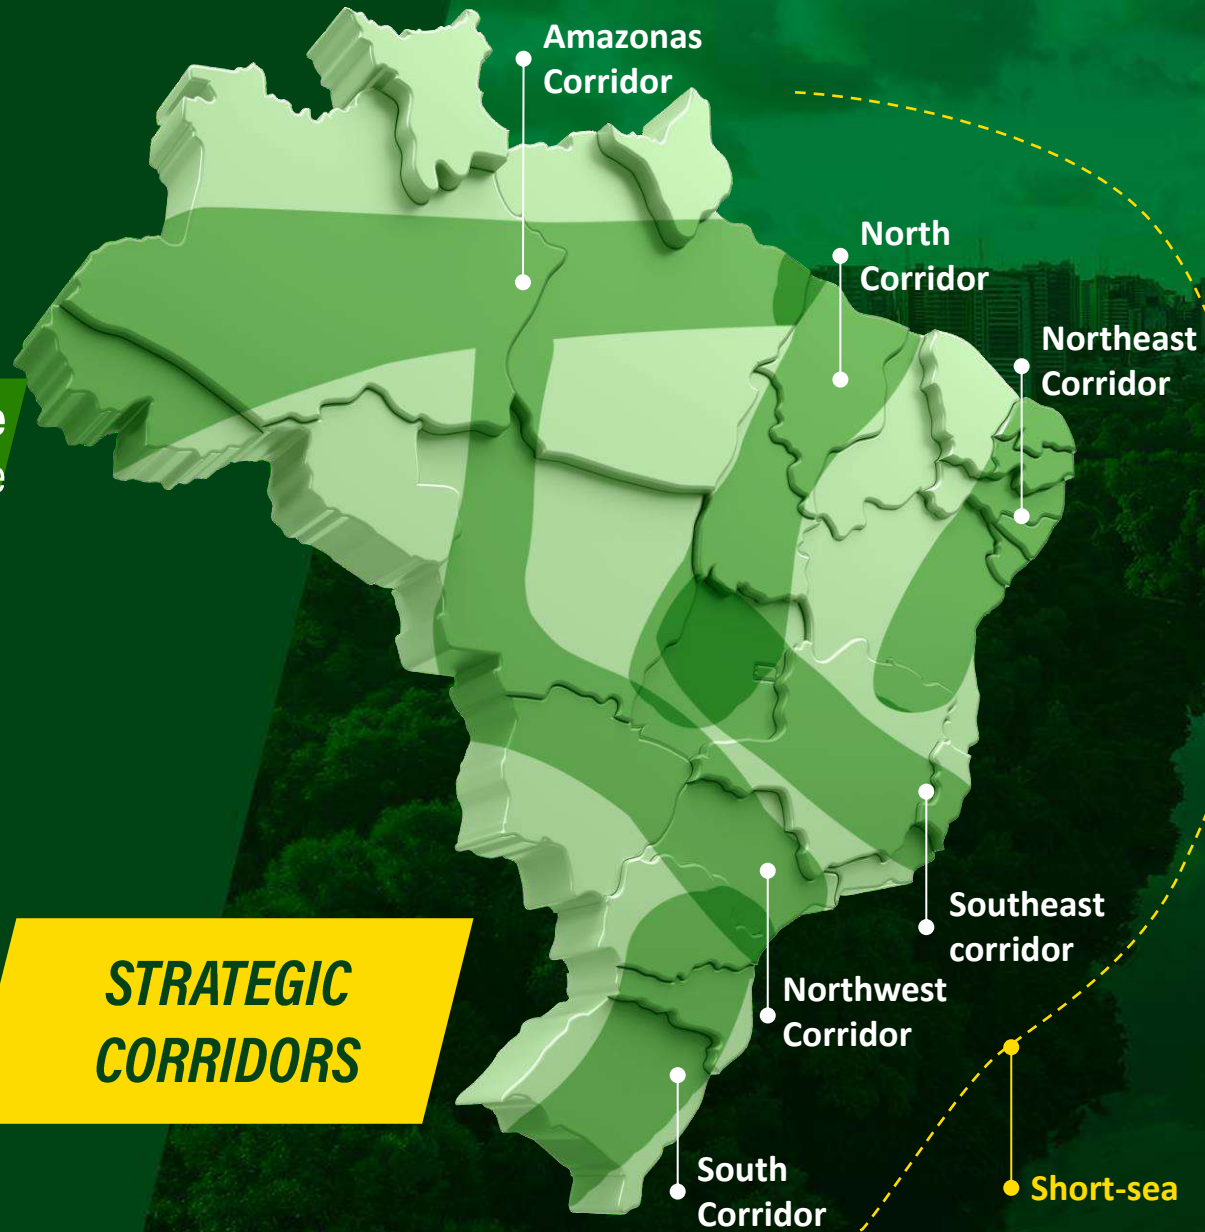 Amazonas
Corridor
North
Corridor
Northeast
Corridor
e
e
STRATEGIC
CORRIDORS
Southeast
corridor
Northwest
Corridor
South
Corridor
Short-sea